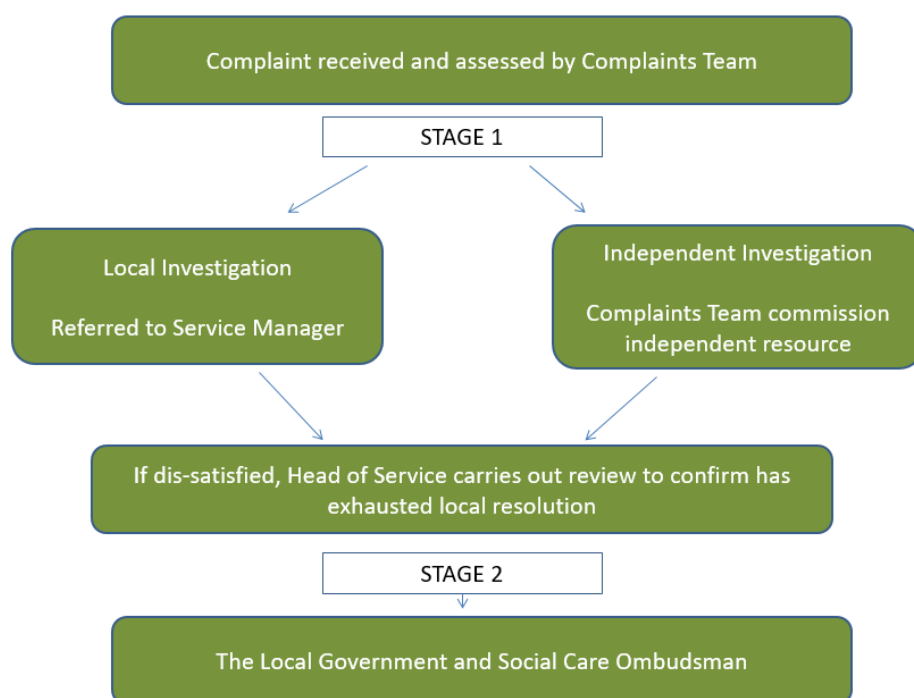 Complaint received and assessed by Complaints Team
STAGE 1
Local Investigation
Referred to Service Manager
Independent Investigation
Complaints Team commission
independent resource
If dis-satisfied, Head of Service carries out review to confirm has
exhausted local resolution
STAGE 2
The Local Government and Social Care Ombudsman